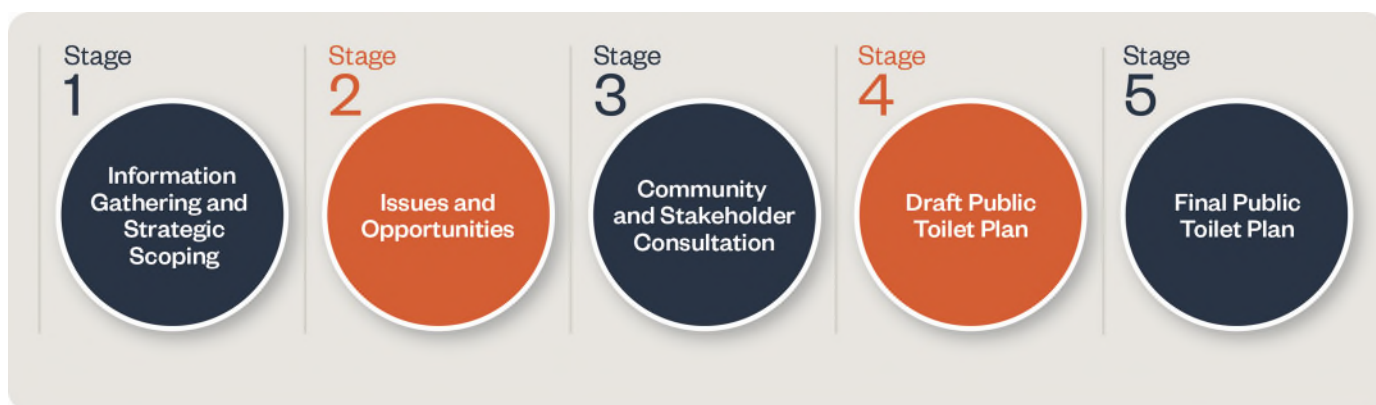 Stage
1
Information
Gathering and
Strategic
Scoping
Stage
2
Issues and
Opportunities
Stage
3
Community
and Stakeholder
Consultation
Stage
4
Draft Public
Toilet Plan
Stage
5
Final Public
Toilet Plan